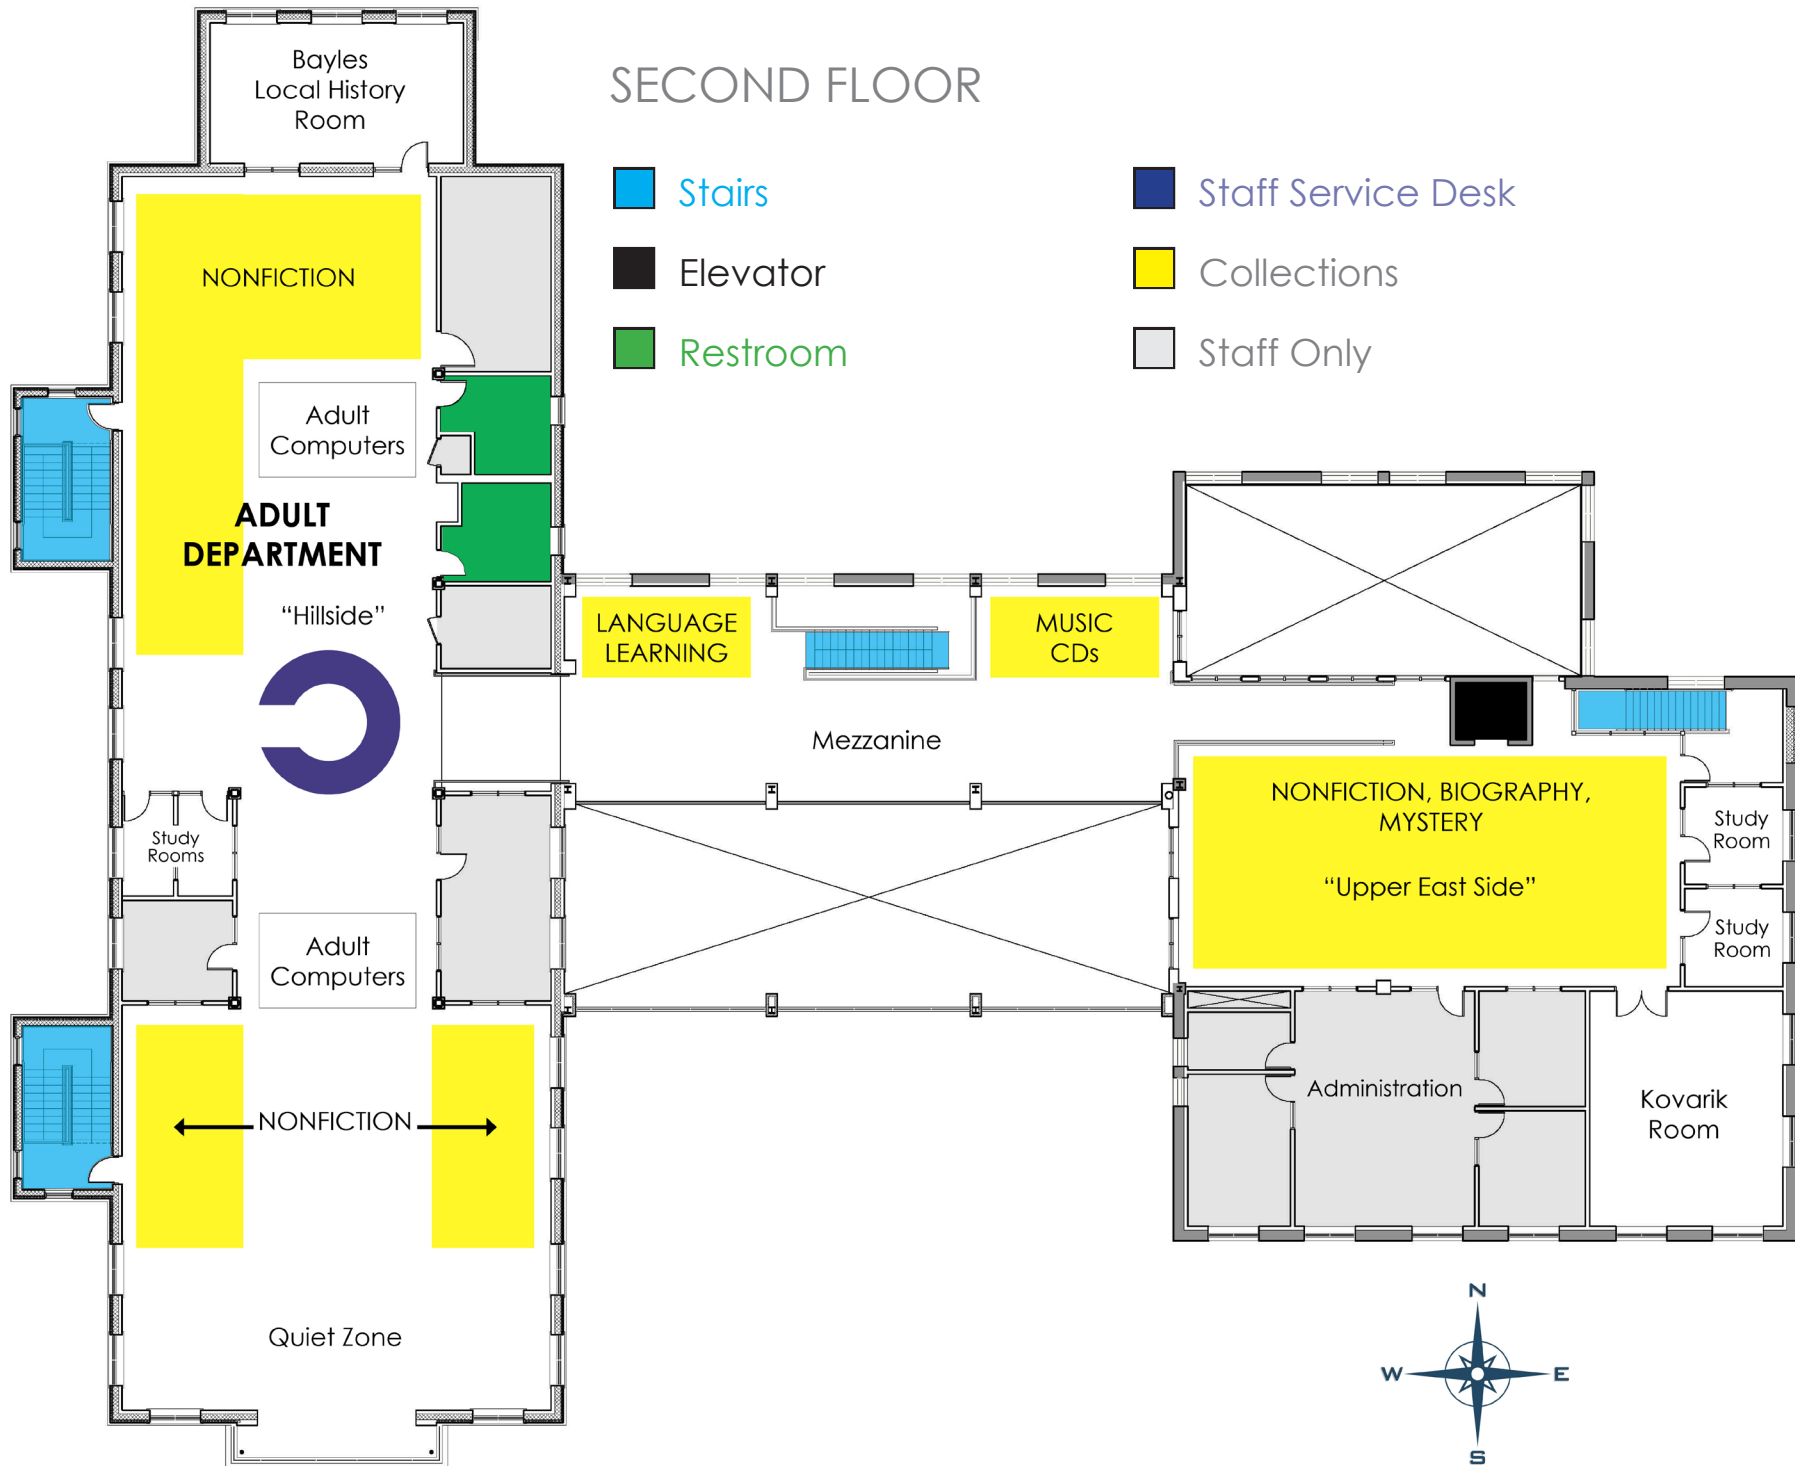 Bayles
Local History
Room
SECOND FLOOR
Stairs
Elevator
Restroom
Staff Service Desk
Collections
Staff Only
NONFICTION
Adult
Computers
ADULT
DEPARTMENT
“Hillside”
LANGUAGE
LEARNING
MUSIC
CDs
Mezzanine
NONFICTION, BIOGRAPHY,
MYSTERY
“Upper East Side”
Study
Room
Study
Room
Study
Rooms
Adult
Computers
NONFICTION
Administration
Kovarik
Room
Quiet Zone
N
W
E
S